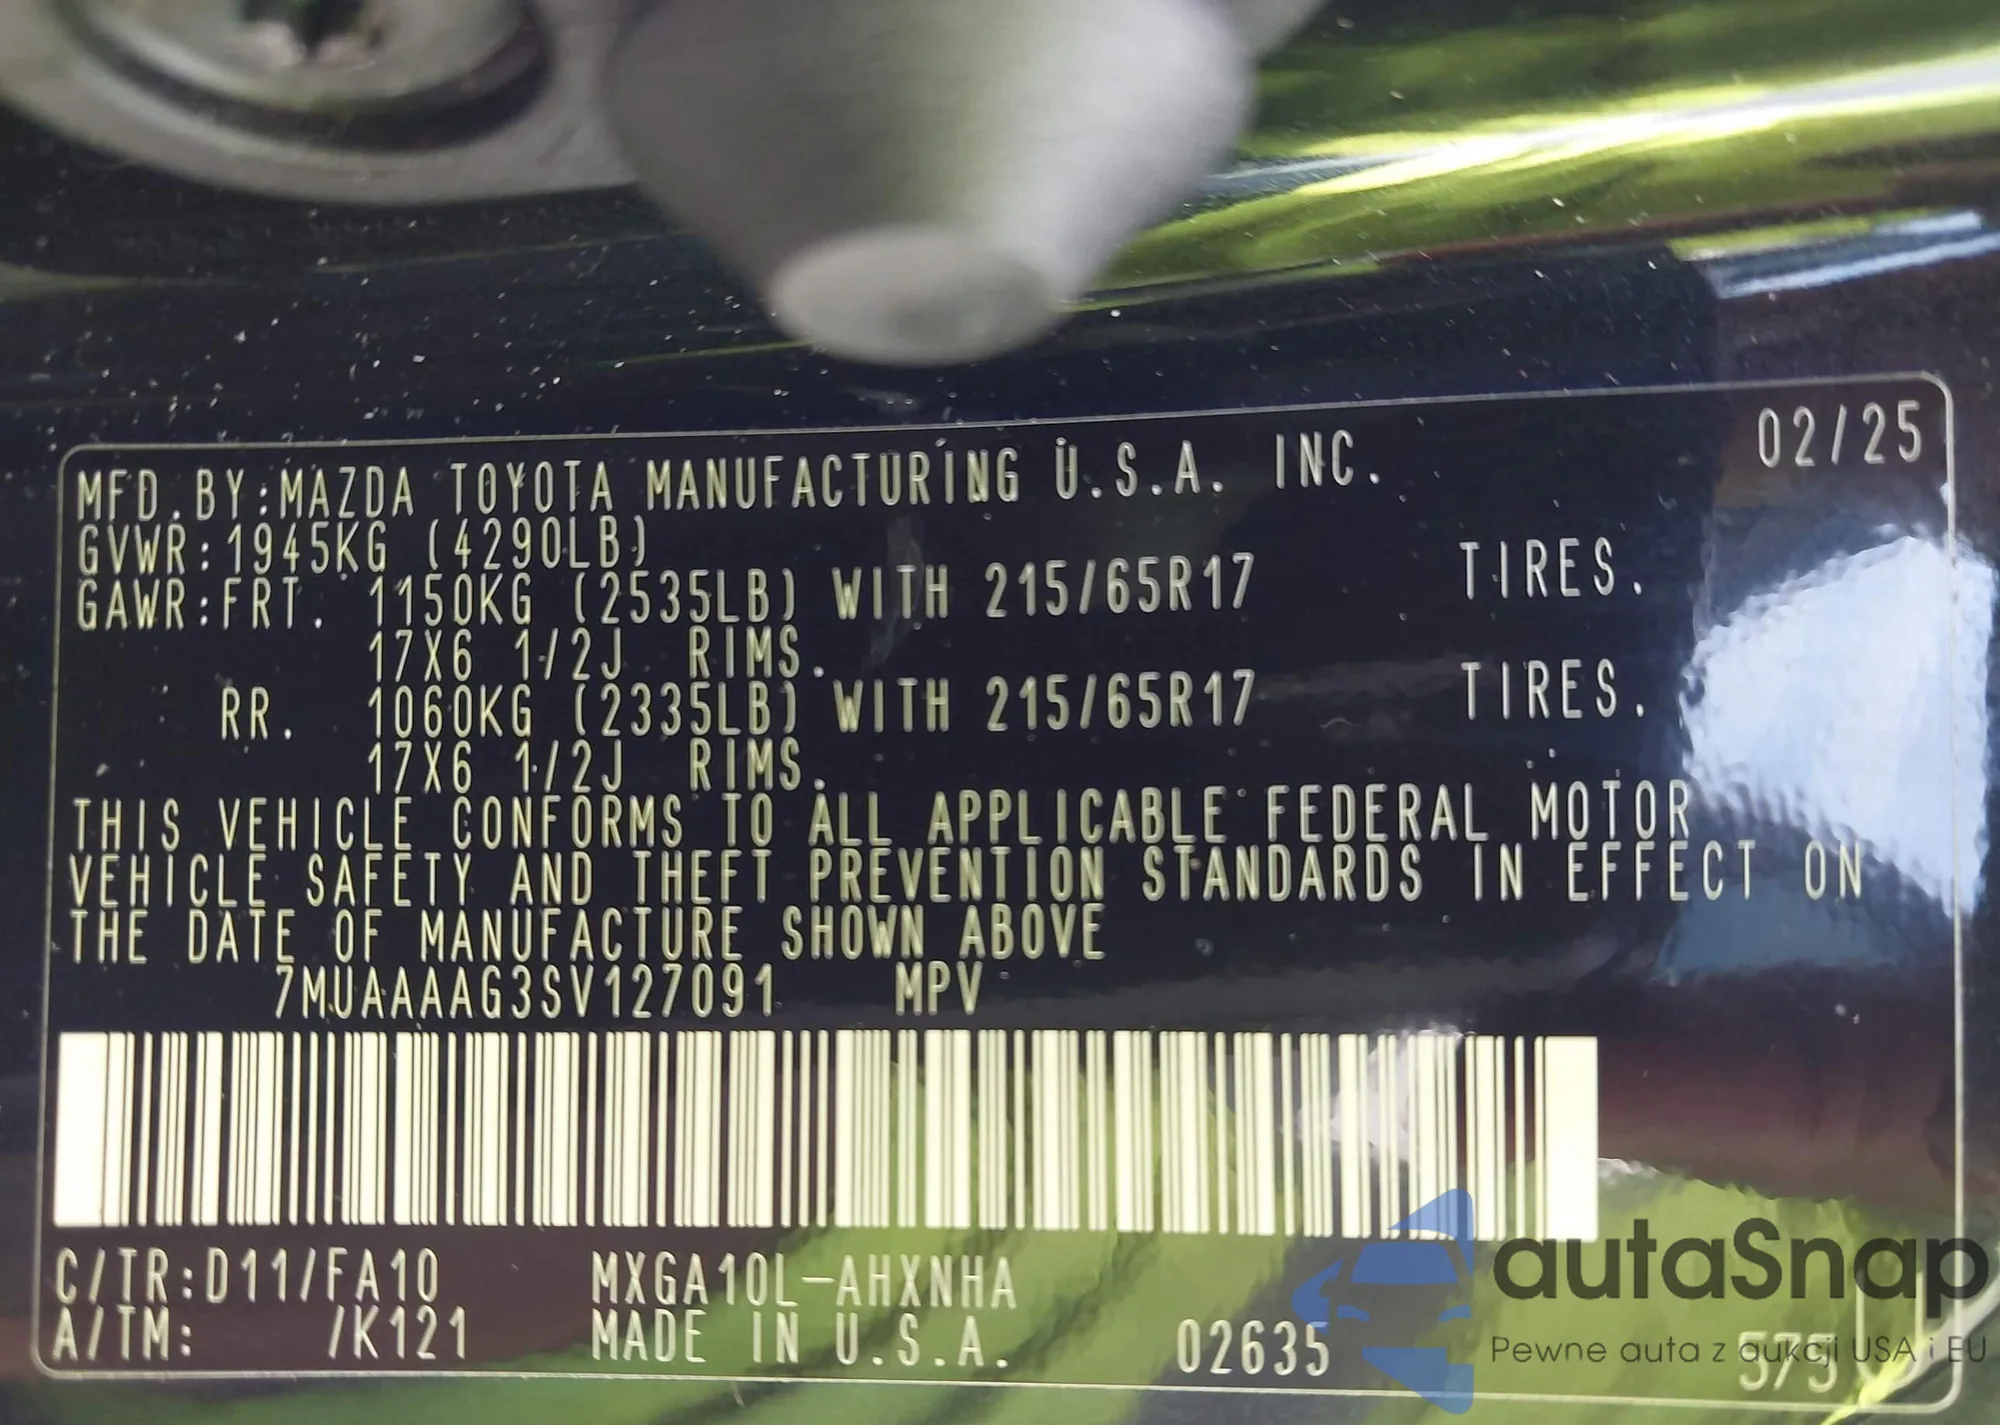 02/25
MFD.BY:MAZDA TOYOTA MANUFACTURING U.S.A. INC.
GVWR:1945KG (4290LB)
GAWR:FRT. 1150KG (2535LB) WITH 215/65R17 TIRES.
17X6 1/2J RIMS.
RR. 1060KG (2335LB) WITH 215/65R17 TIRES.
17X6 1/2J RIMS.
THIS VEHICLE CONFORMS TO ALL APPLICABLE FEDERAL MOTOR
VEHICLE SAFETY AND THEFT PREVENTION STANDARDS IN EFFECT ON
THE DATE OF MANUFACTURE SHOWN ABOVE
7MUAAAAG3SV127091 MPV
C/TR:D11/FA10 MXGA10L-AHXNHA
A/TM: /K121 MADE IN U.S.A. 02635 575
autaSnap
Pewne auta z aukcji USA i EU